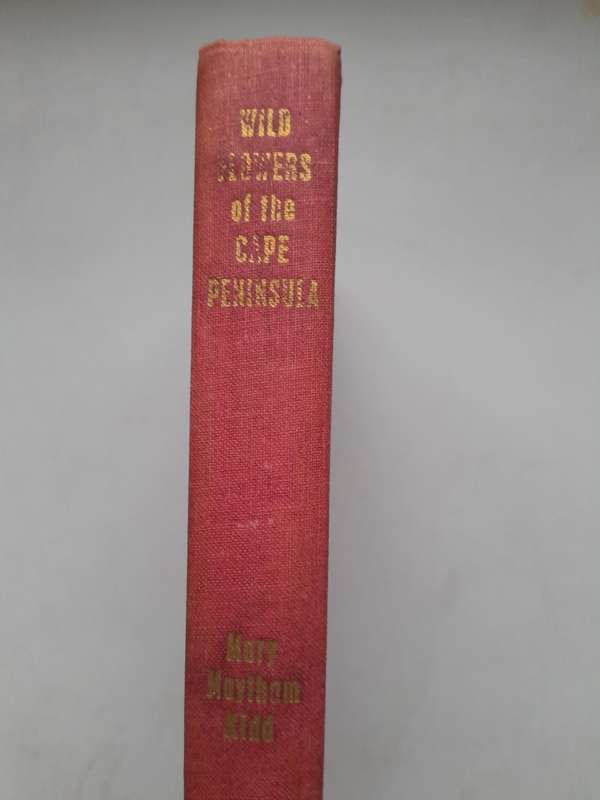 WILD
FLOWERS
of the
CAPE
PENINSULA
Mary
Maytham
Kidd